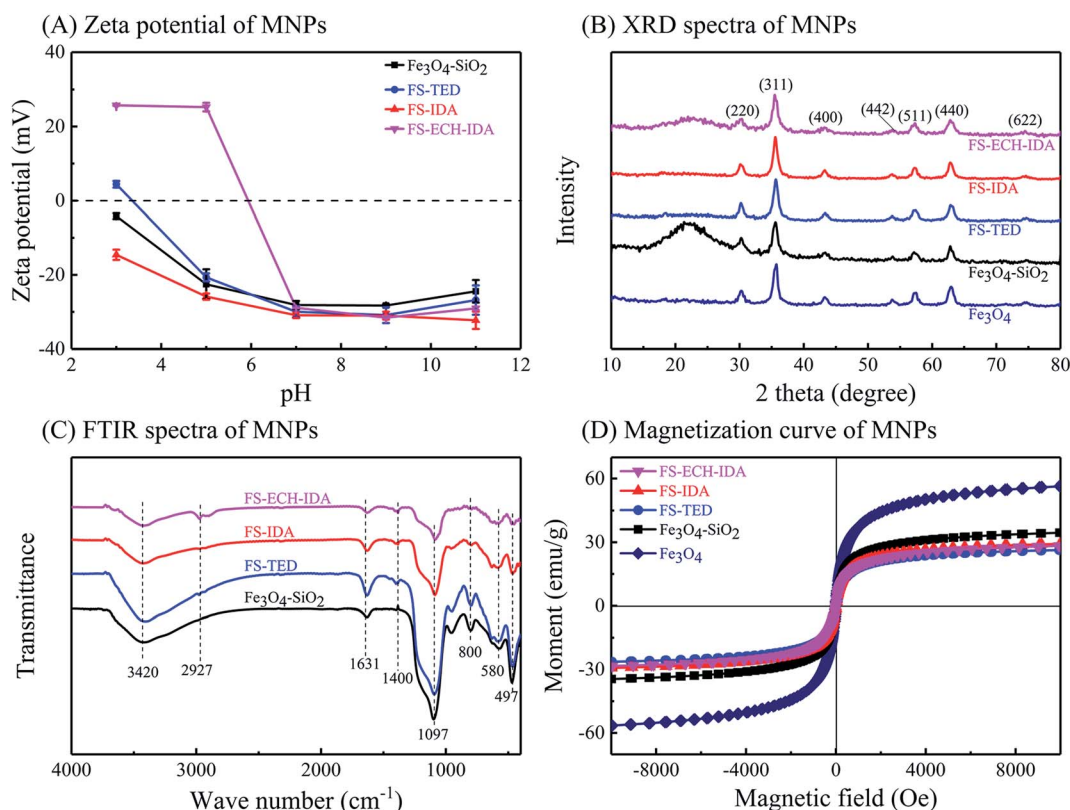 (A) Zeta potential of MNPs
40
20
0
-20
-40
Zeta potential (mV)
Fe₃O₄-SiO₂
FS-TED
FS-IDA
FS-ECH-IDA
2 4 6 8 10 12
pH
(B) XRD spectra of MNPs
Intensity
(220) (311) (400) (442) (511) (440) (622)
FS-ECH-IDA
FS-IDA
FS-TED
Fe₃O₄-SiO₂
Fe₃O₄
10 20 30 40 50 60 70 80
2 theta (degree)
(C) FTIR spectra of MNPs
Transmittance
FS-ECH-IDA
FS-IDA
FS-TED
Fe₃O₄-SiO₂
3420 2927 1631 1400 1097 800 580 497
4000 3000 2000 1000
Wave number (cm⁻¹)
(D) Magnetization curve of MNPs
60
30
0
-30
-60
Moment (emu/g)
FS-ECH-IDA
FS-IDA
FS-TED
Fe₃O₄-SiO₂
Fe₃O₄
-8000 -4000 0 4000 8000
Magnetic field (Oe)